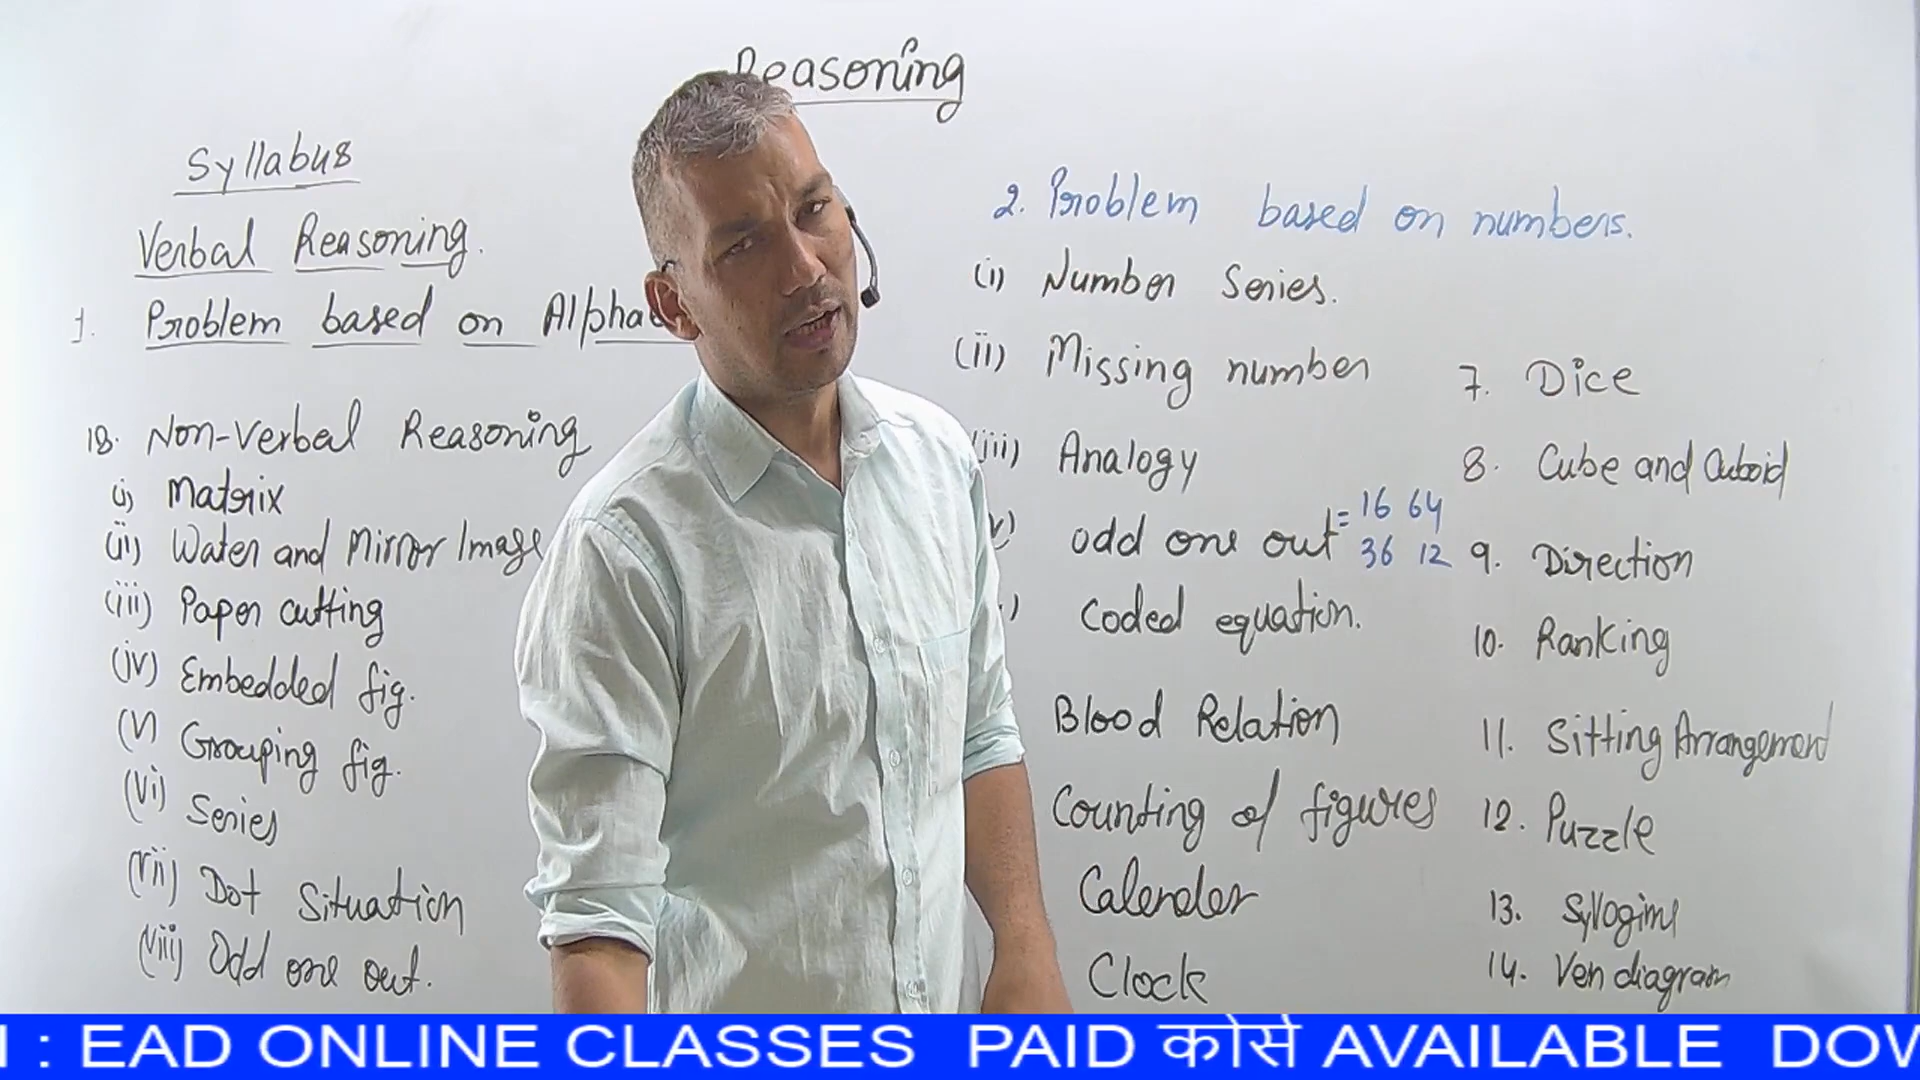 Reasoning
Syllabus
Verbal Reasoning.
1. Problem based on Alphab
18. Non-Verbal Reasoning
(i) Matrix
(ii) Water and Mirror Image
(iii) Paper cutting
(iv) Embedded fig.
(v) Grouping fig.
(vi) Series
(vii) Dot Situation
(viii) Odd one out.
2. Problem based on numbers.
(i) Number Series.
(ii) Missing number
(iii) Analogy
v) odd one out = 16 64
36 12
) Coded equation.
Blood Relation
Counting of figures
Calender
Clock
7. Dice
8. Cube and Cuboid
9. Direction
10. Ranking
11. Sitting Arrangement
12. Puzzle
13. Syllogims
14. Ven diagram
: EAD ONLINE CLASSES PAID कोर्स AVAILABLE DOW